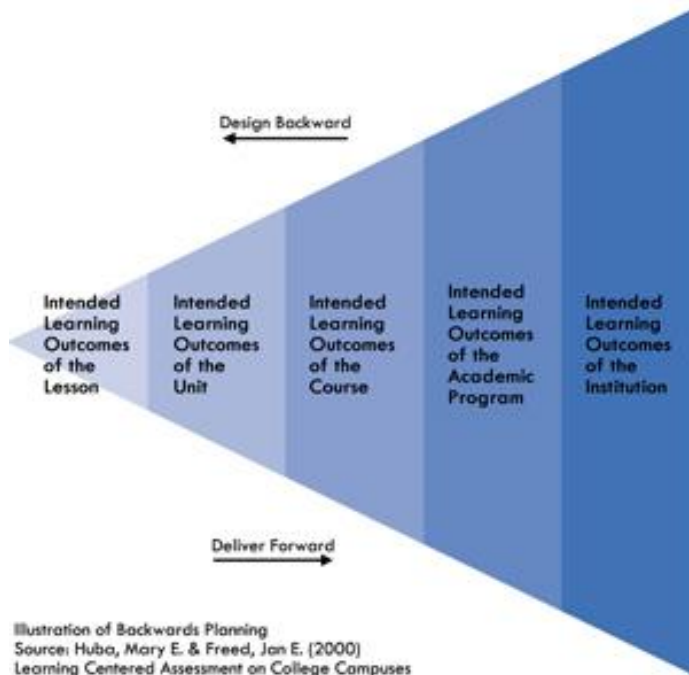 Design Backward
Intended
Learning
Outcomes
of the
Lesson
Intended
Learning
Outcomes
of the
Unit
Intended
Learning
Outcomes
of the
Course
Intended
Learning
Outcomes
of the
Academic
Program
Intended
Learning
Outcomes
of the
Institution
Deliver Forward
Illustration of Backwards Planning
Source: Huba, Mary E. & Freed, Jan E. (2000)
Learning Centered Assessment on College Campuses